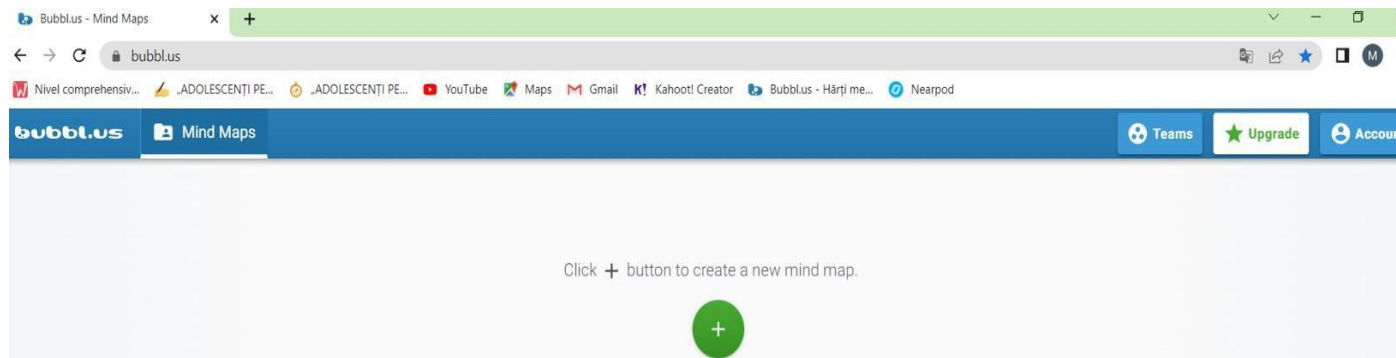 Bubbl.us - Mind Maps
bubbl.us
Nivel comprehensiv... „ADOLESCENȚI PE... „ADOLESCENȚI PE... YouTube Maps Gmail K! Kahoot! Creator Bubbl.us - Hărți me... Nearpod
bubbl.us Mind Maps Teams Upgrade Accou
Click + button to create a new mind map.
+